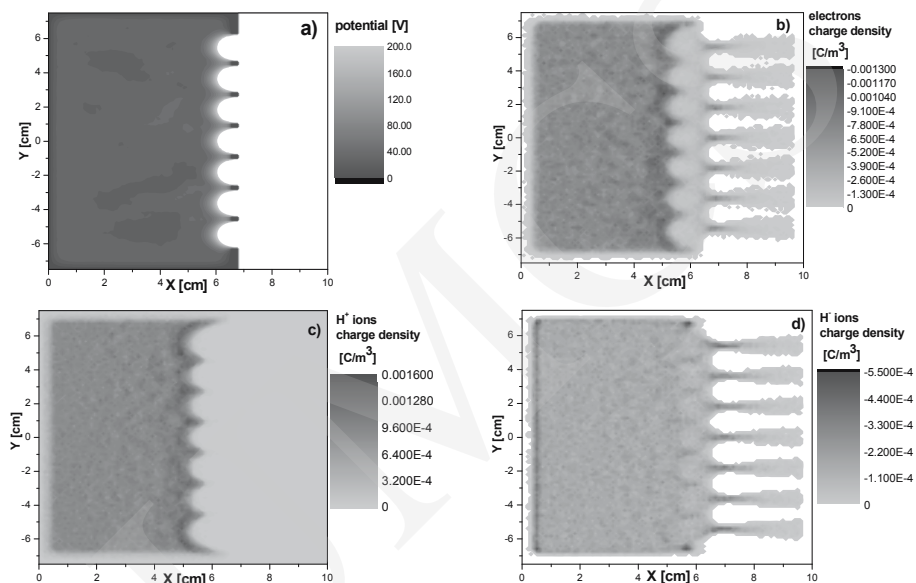 a)
potential [V]
200.0
160.0
120.0
80.00
40.00
0
6
4
2
0
-2
-4
-6
Y [cm]
0 2 4 6 8 10
X [cm]
b)
electrons
charge density
[C/m³]
-0.001300
-0.001170
-0.001040
-9.100E-4
-7.800E-4
-6.500E-4
-5.200E-4
-3.900E-4
-2.600E-4
-1.300E-4
0
6
4
2
0
-2
-4
-6
Y [cm]
0 2 4 6 8 10
X [cm]
c)
H⁺ ions
charge density
[C/m³]
0.001600
0.001280
9.600E-4
6.400E-4
3.200E-4
0
6
4
2
0
-2
-4
-6
Y [cm]
0 2 4 6 8 10
X [cm]
d)
H⁻ ions
charge density
[C/m³]
-5.500E-4
-4.400E-4
-3.300E-4
-2.200E-4
-1.100E-4
0
6
4
2
0
-2
-4
-6
Y [cm]
0 2 4 6 8 10
X [cm]